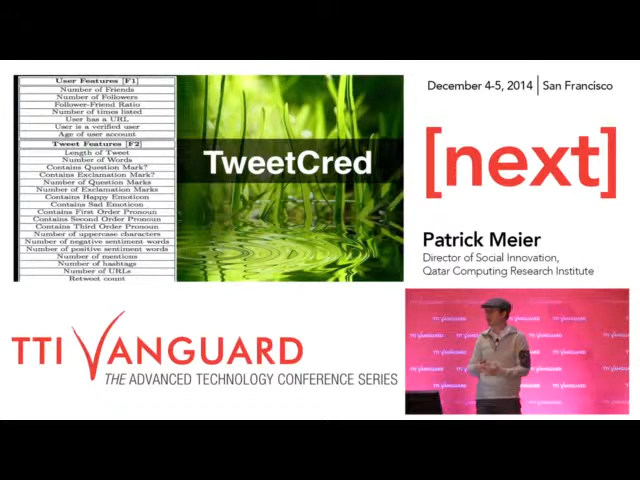 User Features [F1]
Number of Friends
Number of Followers
Follower-Friend Ratio
Number of times listed
User has a URL
User is a verified user
Age of user account
Tweet Features [F2]
Length of Tweet
Number of Words
Contains Question Mark?
Contains Exclamation Mark?
Number of Question Marks
Number of Exclamation Marks
Contains Happy Emoticon
Contains Sad Emoticon
Contains First Order Pronoun
Contains Second Order Pronoun
Contains Third Order Pronoun
Number of uppercase characters
Number of negative sentiment words
Number of positive sentiment words
Number of mentions
Number of hashtags
Number of URLs
Retweet count
TweetCred
December 4-5, 2014 | San Francisco
[next]
Patrick Meier
Director of Social Innovation,
Qatar Computing Research Institute
TTI VANGUARD
THE ADVANCED TECHNOLOGY CONFERENCE SERIES
TTI VANGUARD